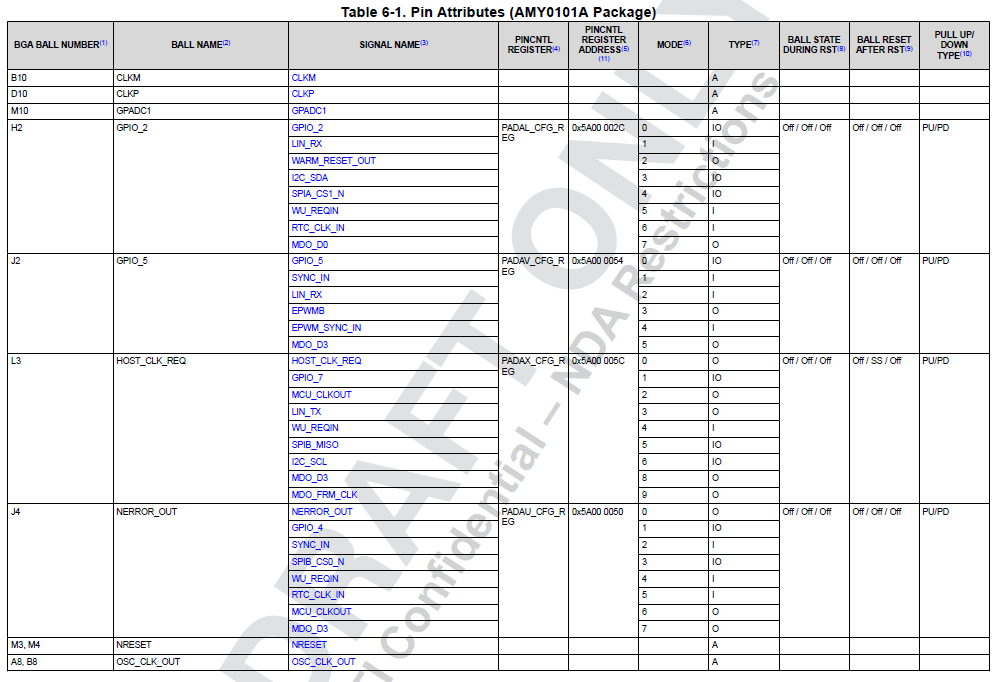 Table 6-1. Pin Attributes (AMY0101A Package)
BGA BALL NUMBER(1) BALL NAME(2) SIGNAL NAME(3) PINCNTL REGISTER(4) PINCNTL REGISTER ADDRESS(5)(11) MODE(6) TYPE(7) BALL STATE DURING RST(8) BALL RESET AFTER RST(9) PULL UP/DOWN TYPE(10)
B10 CLKM CLKM A
D10 CLKP CLKP A
M10 GPADC1 GPADC1 A
H2 GPIO_2 GPIO_2 PADAL_CFG_REG 0x5A00 002C 0 IO Off / Off / Off Off / Off / Off PU/PD
LIN_RX 1 I
WARM_RESET_OUT 2 O
I2C_SDA 3 IO
SPIA_CS1_N 4 IO
WU_REQIN 5 I
RTC_CLK_IN 6 I
MDO_D0 7 O
J2 GPIO_5 GPIO_5 PADAV_CFG_REG 0x5A00 0054 0 IO Off / Off / Off Off / Off / Off PU/PD
SYNC_IN 1 I
LIN_RX 2 I
EPWMB 3 O
EPWM_SYNC_IN 4 I
MDO_D3 5 O
L3 HOST_CLK_REQ HOST_CLK_REQ PADAX_CFG_REG 0x5A00 005C 0 O Off / Off / Off Off / SS / Off PU/PD
GPIO_7 1 IO
MCU_CLKOUT 2 O
LIN_TX 3 O
WU_REQIN 4 I
SPIB_MISO 5 IO
I2C_SCL 6 IO
MDO_D3 8 O
MDO_FRM_CLK 9 O
J4 NERROR_OUT NERROR_OUT PADAU_CFG_REG 0x5A00 0050 0 O Off / Off / Off Off / Off / Off PU/PD
GPIO_4 1 IO
SYNC_IN 2 I
SPIB_CS0_N 3 IO
WU_REQIN 4 I
RTC_CLK_IN 5 I
MCU_CLKOUT 6 O
MDO_D3 7 O
M3, M4 NRESET NRESET A
A8, B8 OSC_CLK_OUT OSC_CLK_OUT A
DRAFT ONLY
TI Confidential – NDA Restrictions